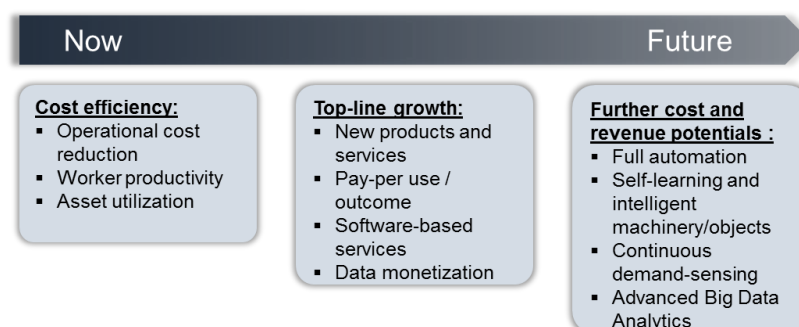 Now
Future
Cost efficiency:
▪ Operational cost
reduction
▪ Worker productivity
▪ Asset utilization
Top-line growth:
▪ New products and
services
▪ Pay-per use /
outcome
▪ Software-based
services
▪ Data monetization
Further cost and
revenue potentials :
▪ Full automation
▪ Self-learning and
intelligent
machinery/objects
▪ Continuous
demand-sensing
▪ Advanced Big Data
Analytics